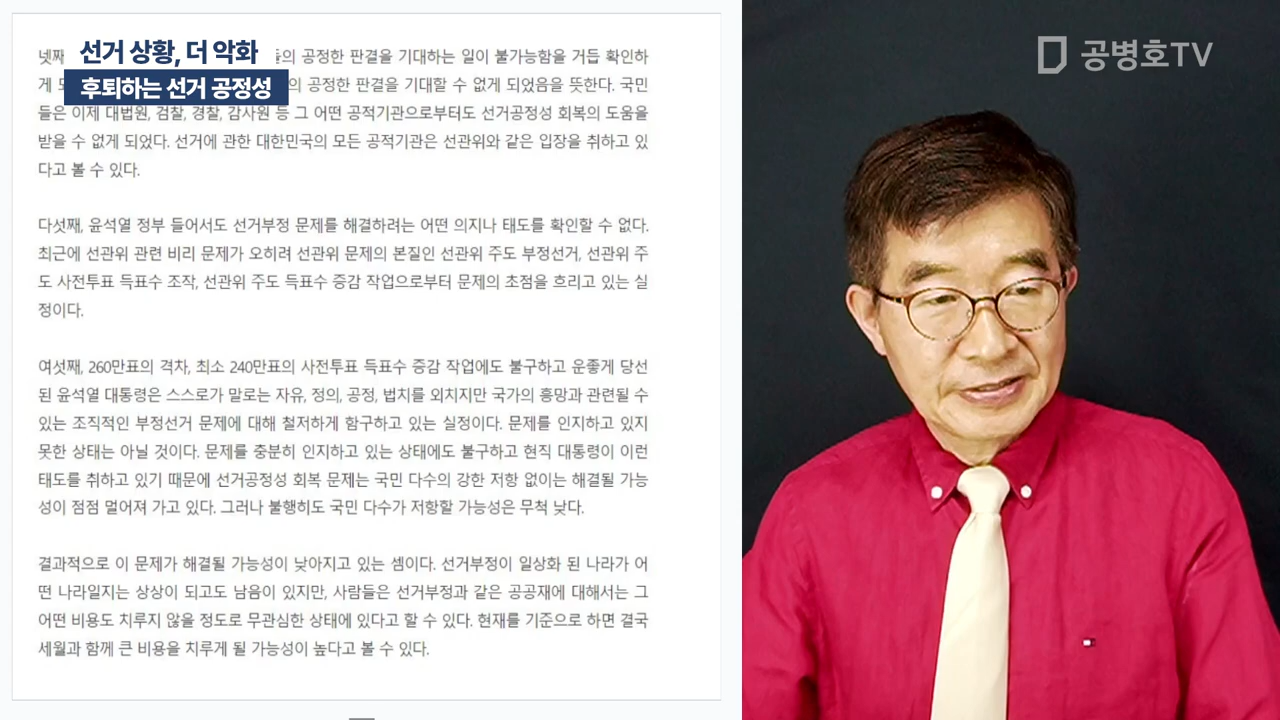 선거 상황, 더 악화
후퇴하는 선거 공정성
공병호TV
넷째 들의 공정한 판결을 기대하는 일이 불가능함을 거듭 확인하
게 되 의 공정한 판결을 기대할 수 없게 되었음을 뜻한다. 국민
들은 이제 대법원, 검찰, 경찰, 감사원 등 그 어떤 공적기관으로부터도 선거공정성 회복의 도움을
받을 수 없게 되었다. 선거에 관한 대한민국의 모든 공적기관은 선관위와 같은 입장을 취하고 있
다고 볼 수 있다.
다섯째, 윤석열 정부 들어서도 선거부정 문제를 해결하려는 어떤 의지나 태도를 확인할 수 없다.
최근에 선관위 관련 비리 문제가 오히려 선관위 문제의 본질인 선관위 주도 부정선거, 선관위 주
도 사전투표 득표수 조작, 선관위 주도 득표수 증감 작업으로부터 문제의 초점을 흐리고 있는 실
정이다.
여섯째, 260만표의 격차, 최소 240만표의 사전투표 득표수 증감 작업에도 불구하고 운좋게 당선
된 윤석열 대통령은 스스로가 말로는 자유, 정의, 공정, 법치를 외치지만 국가의 흥망과 관련될 수
있는 조직적인 부정선거 문제에 대해 철저하게 함구하고 있는 실정이다. 문제를 인지하고 있지
못한 상태는 아닐 것이다. 문제를 충분히 인지하고 있는 상태에도 불구하고 현직 대통령이 이런
태도를 취하고 있기 때문에 선거공정성 회복 문제는 국민 다수의 강한 저항 없이는 해결될 가능
성이 점점 멀어져 가고 있다. 그러나 불행히도 국민 다수가 저항할 가능성은 무척 낮다.
결과적으로 이 문제가 해결될 가능성이 낮아지고 있는 셈이다. 선거부정이 일상화 된 나라가 어
떤 나라일지는 상상이 되고도 남음이 있지만, 사람들은 선거부정과 같은 공공재에 대해서는 그
어떤 비용도 치루지 않을 정도로 무관심한 상태에 있다고 할 수 있다. 현재를 기준으로 하면 결국
세월과 함께 큰 비용을 치루게 될 가능성이 높다고 볼 수 있다.